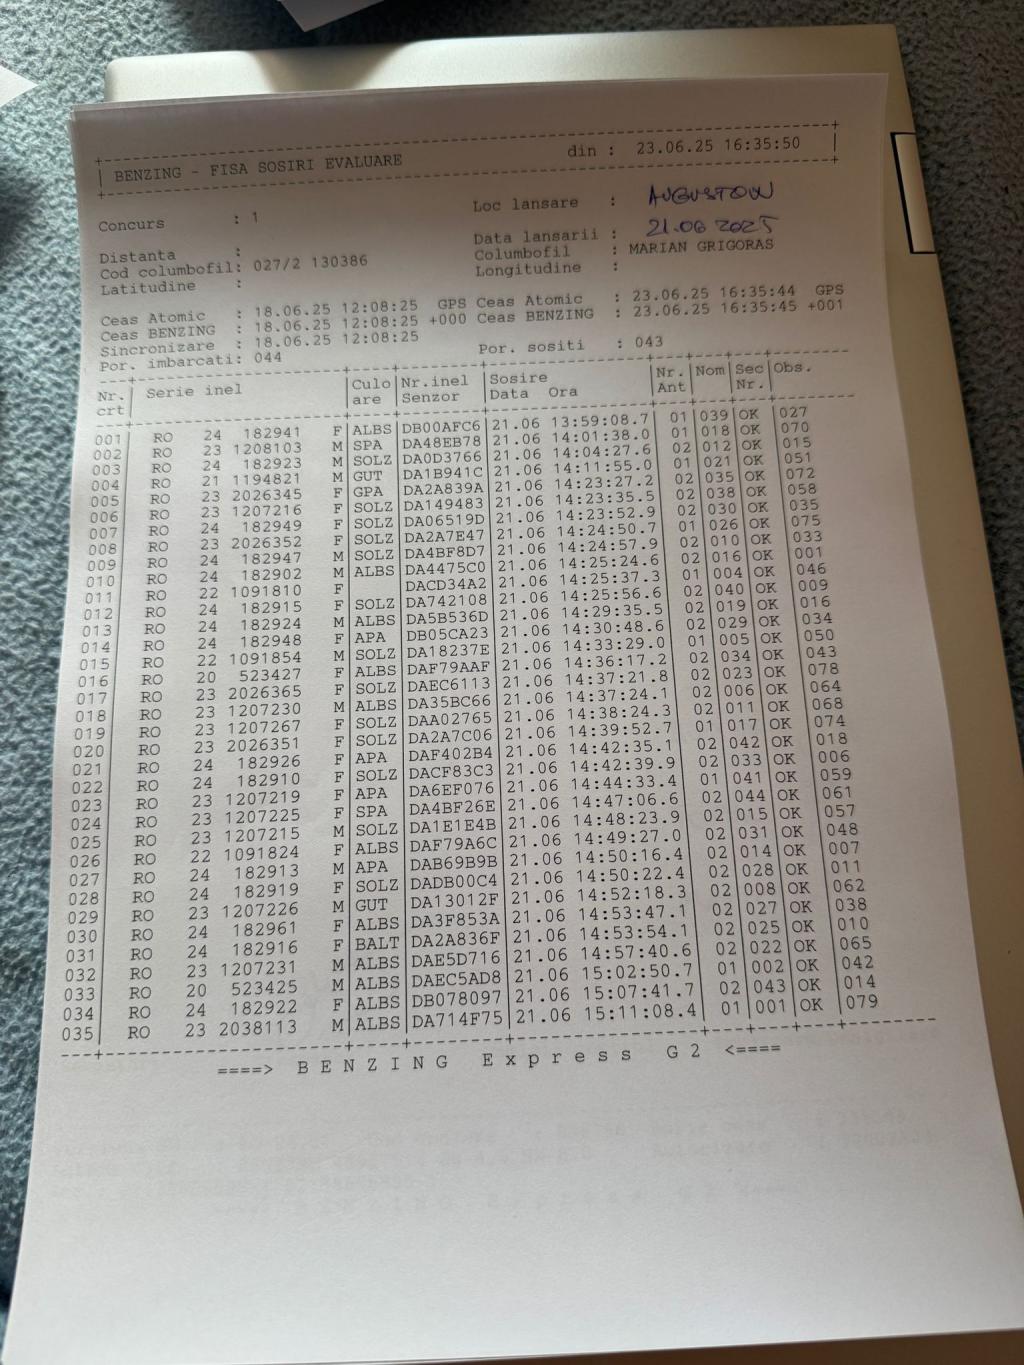 BENZING - FISA SOSIRI EVALUARE din : 23.06.25 16:35:50
Concurs : 1 Loc lansare : AUGUSTOW
Data lansarii : 21.06 2025
Distanta : Columbofil : MARIAN GRIGORAS
Cod columbofil: 027/2 130386 Longitudine :
Latitudine :
Ceas Atomic : 18.06.25 12:08:25 GPS Ceas Atomic : 23.06.25 16:35:44 GPS
Ceas BENZING : 18.06.25 12:08:25 +000 Ceas BENZING : 23.06.25 16:35:45 +001
Sincronizare : 18.06.25 12:08:25
Por. imbarcati: 044 Por. sositi : 043
Nr. Serie inel Culo Nr.inel Sosire Nr. Nom Sec Obs.
crt are Senzor Data Ora Ant Nr.
001 RO 24 182941 F ALBS DB00AFC6 21.06 13:59:08.7 01 039 OK 027
002 RO 23 1208103 M SPA DA48EB78 21.06 14:01:38.0 01 018 OK 070
003 RO 24 182923 M SOLZ DA0D3766 21.06 14:04:27.6 02 012 OK 015
004 RO 21 1194821 M GUT DA1B941C 21.06 14:11:55.0 01 021 OK 051
005 RO 23 2026345 F GPA DA2A839A 21.06 14:23:27.2 02 035 OK 072
006 RO 23 1207216 F SOLZ DA149483 21.06 14:23:35.5 02 038 OK 058
007 RO 24 182949 F SOLZ DA06519D 21.06 14:23:52.9 02 030 OK 035
008 RO 23 2026352 F SOLZ DA2A7E47 21.06 14:24:50.7 01 026 OK 075
009 RO 24 182947 M SOLZ DA4BF8D7 21.06 14:24:57.9 02 010 OK 033
010 RO 24 182902 M ALBS DA4475C0 21.06 14:25:24.6 02 016 OK 001
011 RO 22 1091810 F DACD34A2 21.06 14:25:37.3 01 004 OK 046
012 RO 24 182915 F SOLZ DA742108 21.06 14:25:56.6 02 040 OK 009
013 RO 24 182924 M ALBS DA5B536D 21.06 14:29:35.5 02 019 OK 016
014 RO 24 182948 F APA DB05CA23 21.06 14:30:48.6 02 029 OK 034
015 RO 22 1091854 M SOLZ DA18237E 21.06 14:33:29.0 01 005 OK 050
016 RO 20 523427 F ALBS DAF79AAF 21.06 14:36:17.2 02 034 OK 043
017 RO 23 2026365 F SOLZ DAEC6113 21.06 14:37:21.8 02 023 OK 078
018 RO 23 1207230 M ALBS DA35BC66 21.06 14:37:24.1 02 006 OK 064
019 RO 23 1207267 F SOLZ DAA02765 21.06 14:38:24.3 02 011 OK 068
020 RO 23 2026351 F SOLZ DA2A7C06 21.06 14:39:52.7 01 017 OK 074
021 RO 24 182926 F APA DAF402B4 21.06 14:42:35.1 02 042 OK 018
022 RO 24 182910 F SOLZ DACF83C3 21.06 14:42:39.9 02 033 OK 006
023 RO 23 1207219 F APA DA6EF076 21.06 14:44:33.4 01 041 OK 059
024 RO 23 1207225 F SPA DA4BF26E 21.06 14:47:06.6 02 044 OK 061
025 RO 23 1207215 M SOLZ DA1E1E4B 21.06 14:48:23.9 02 015 OK 057
026 RO 22 1091824 F ALBS DAF79A6C 21.06 14:49:27.0 02 031 OK 048
027 RO 24 182913 M APA DAB69B9B 21.06 14:50:16.4 02 014 OK 007
028 RO 24 182919 F SOLZ DADB00C4 21.06 14:50:22.4 02 028 OK 011
029 RO 23 1207226 M GUT DA13012F 21.06 14:52:18.3 02 008 OK 062
030 RO 24 182961 F ALBS DA3F853A 21.06 14:53:47.1 02 027 OK 038
031 RO 24 182916 F BALT DA2A836F 21.06 14:53:54.1 02 025 OK 010
032 RO 23 1207231 M ALBS DAE5D716 21.06 14:57:40.6 02 022 OK 065
033 RO 20 523425 M ALBS DAEC5AD8 21.06 15:02:50.7 01 002 OK 042
034 RO 24 182922 F ALBS DB078097 21.06 15:07:41.7 02 043 OK 014
035 RO 23 2038113 M ALBS DA714F75 21.06 15:11:08.4 01 001 OK 079
====> B E N Z I N G E x p r e s s G 2 <====